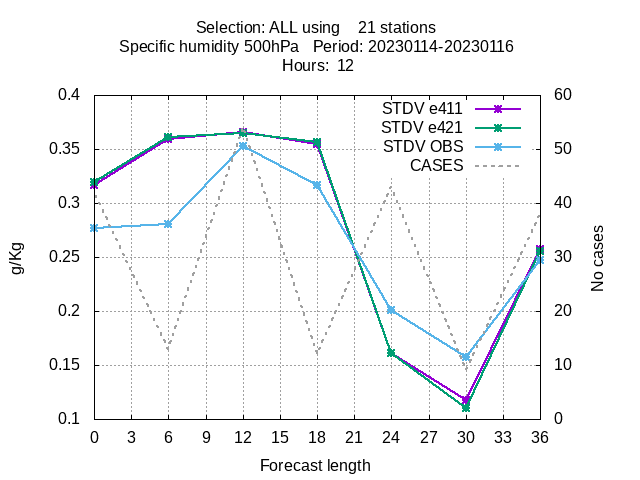 Selection: ALL using    21 stations
Specific humidity 500hPa   Period: 20230114-20230116
Hours:  12
0.4
0.35
0.3
0.25
0.2
0.15
0.1
g/Kg
STDV e411
STDV e421
STDV OBS
CASES
60
50
40
30
20
10
0
No cases
0 3 6 9 12 15 18 21 24 27 30 33 36
Forecast length